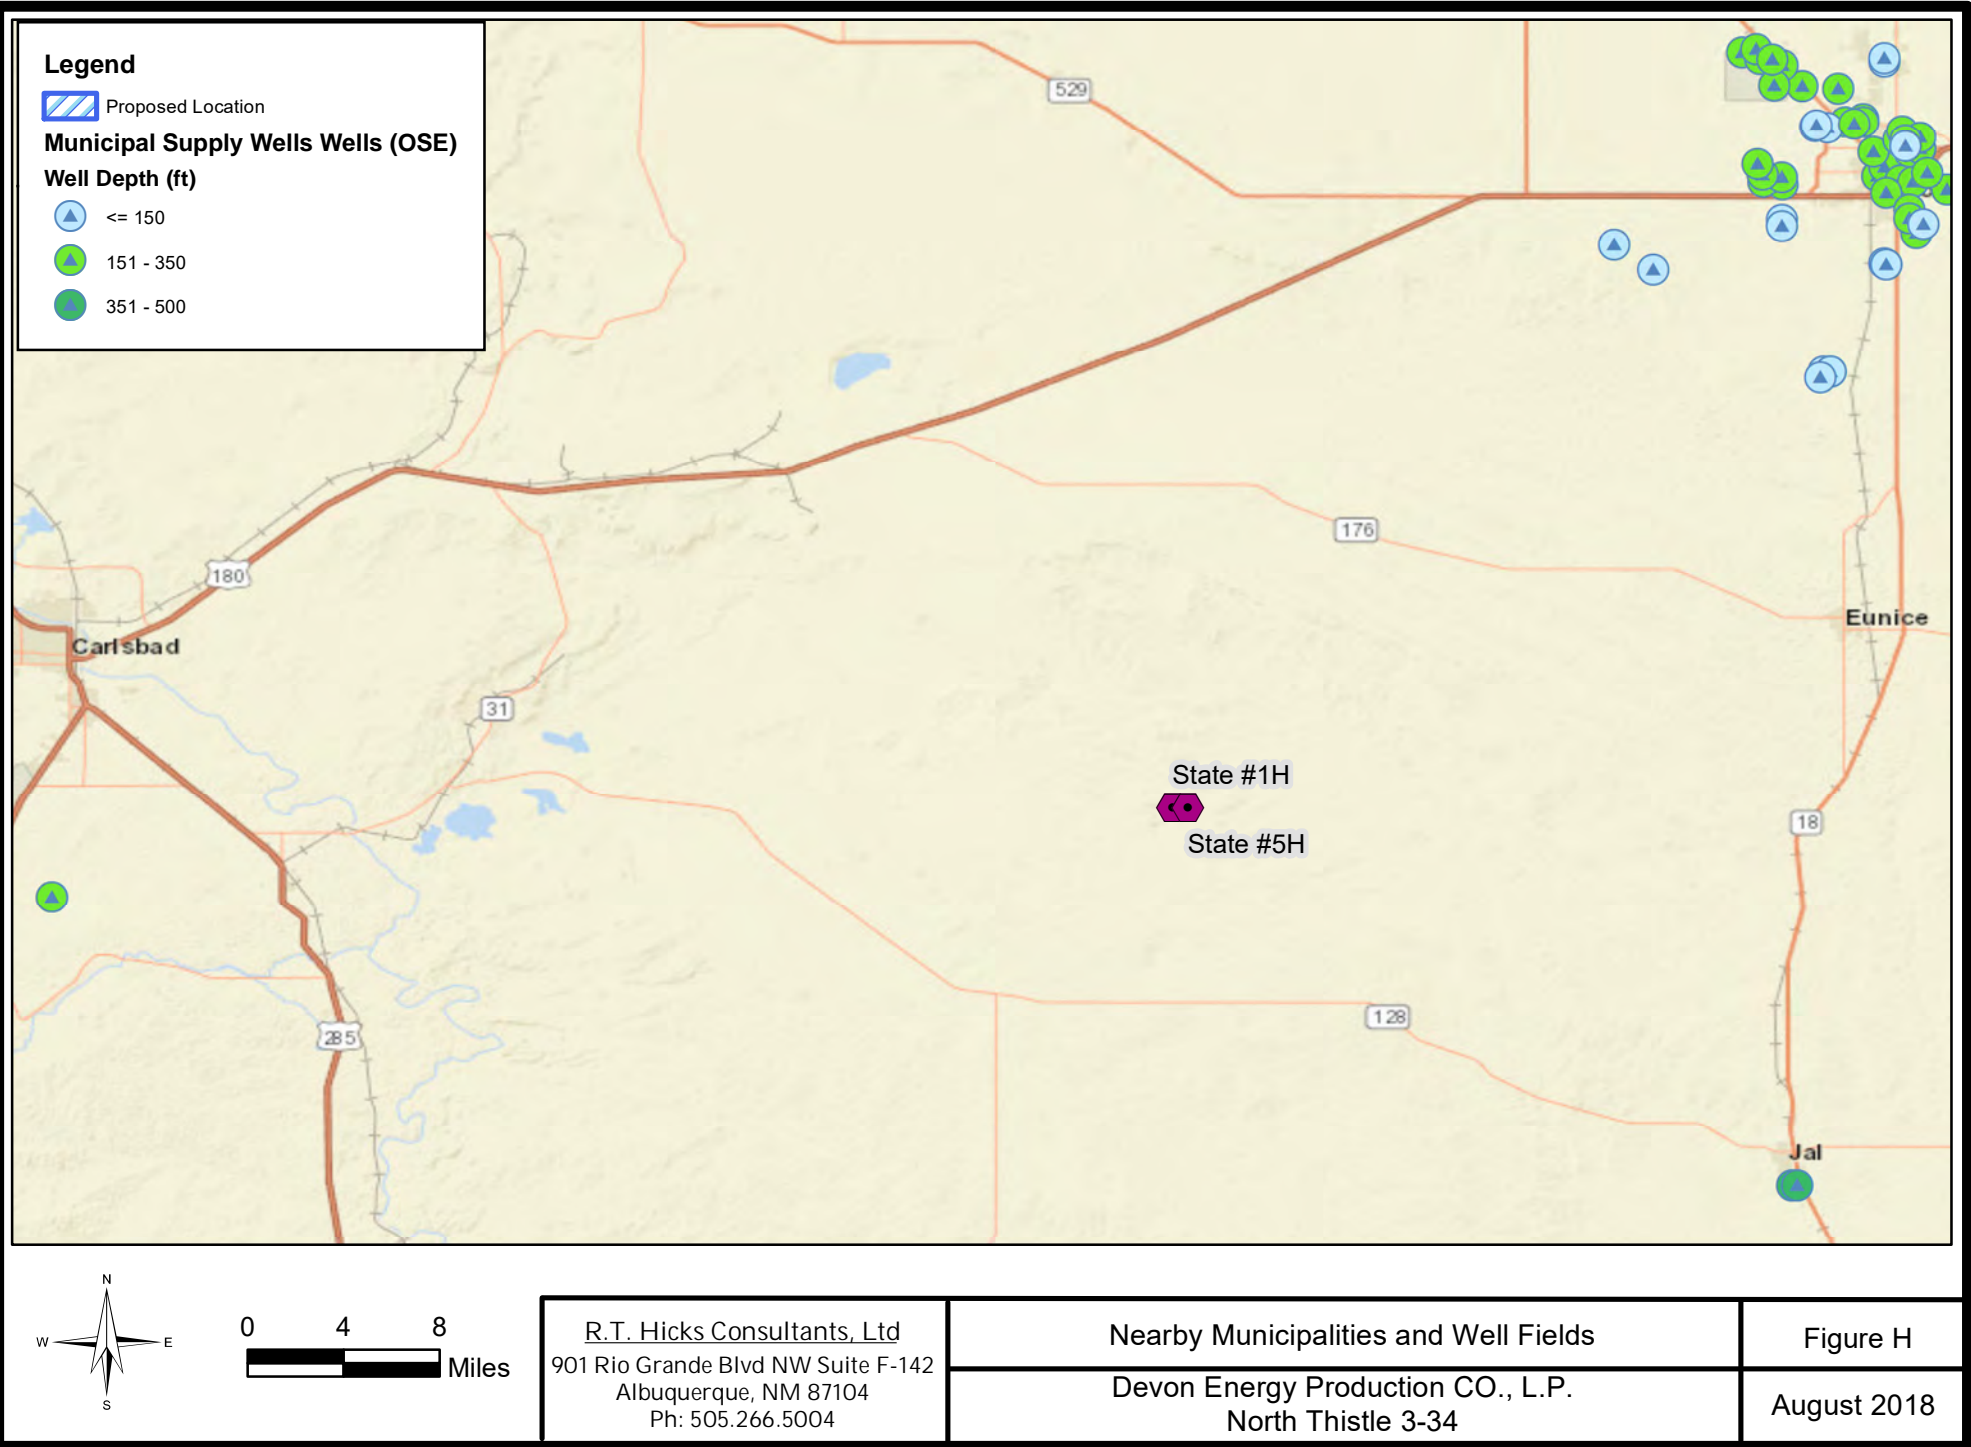 Legend
Proposed Location
Municipal Supply Wells Wells (OSE)
Well Depth (ft)
<= 150
151 - 350
351 - 500
529
176
180
Carlsbad
Eunice
31
State #1H
State #5H
18
128
285
Jal
N
W E
S
0 4 8
Miles
R.T. Hicks Consultants, Ltd
901 Rio Grande Blvd NW Suite F-142
Albuquerque, NM 87104
Ph: 505.266.5004
Nearby Municipalities and Well Fields
Devon Energy Production CO., L.P.
North Thistle 3-34
Figure H
August 2018